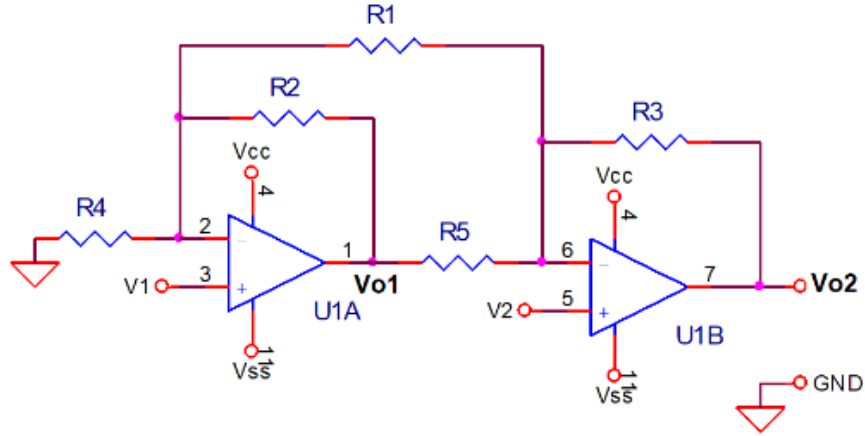 R1
R2
R3
Vcc
4
Vcc
4
R4
2
3
V1
1
Vo1
R5
6
5
V2
7
Vo2
U1A
U1B
11
Vss
11
Vss
GND